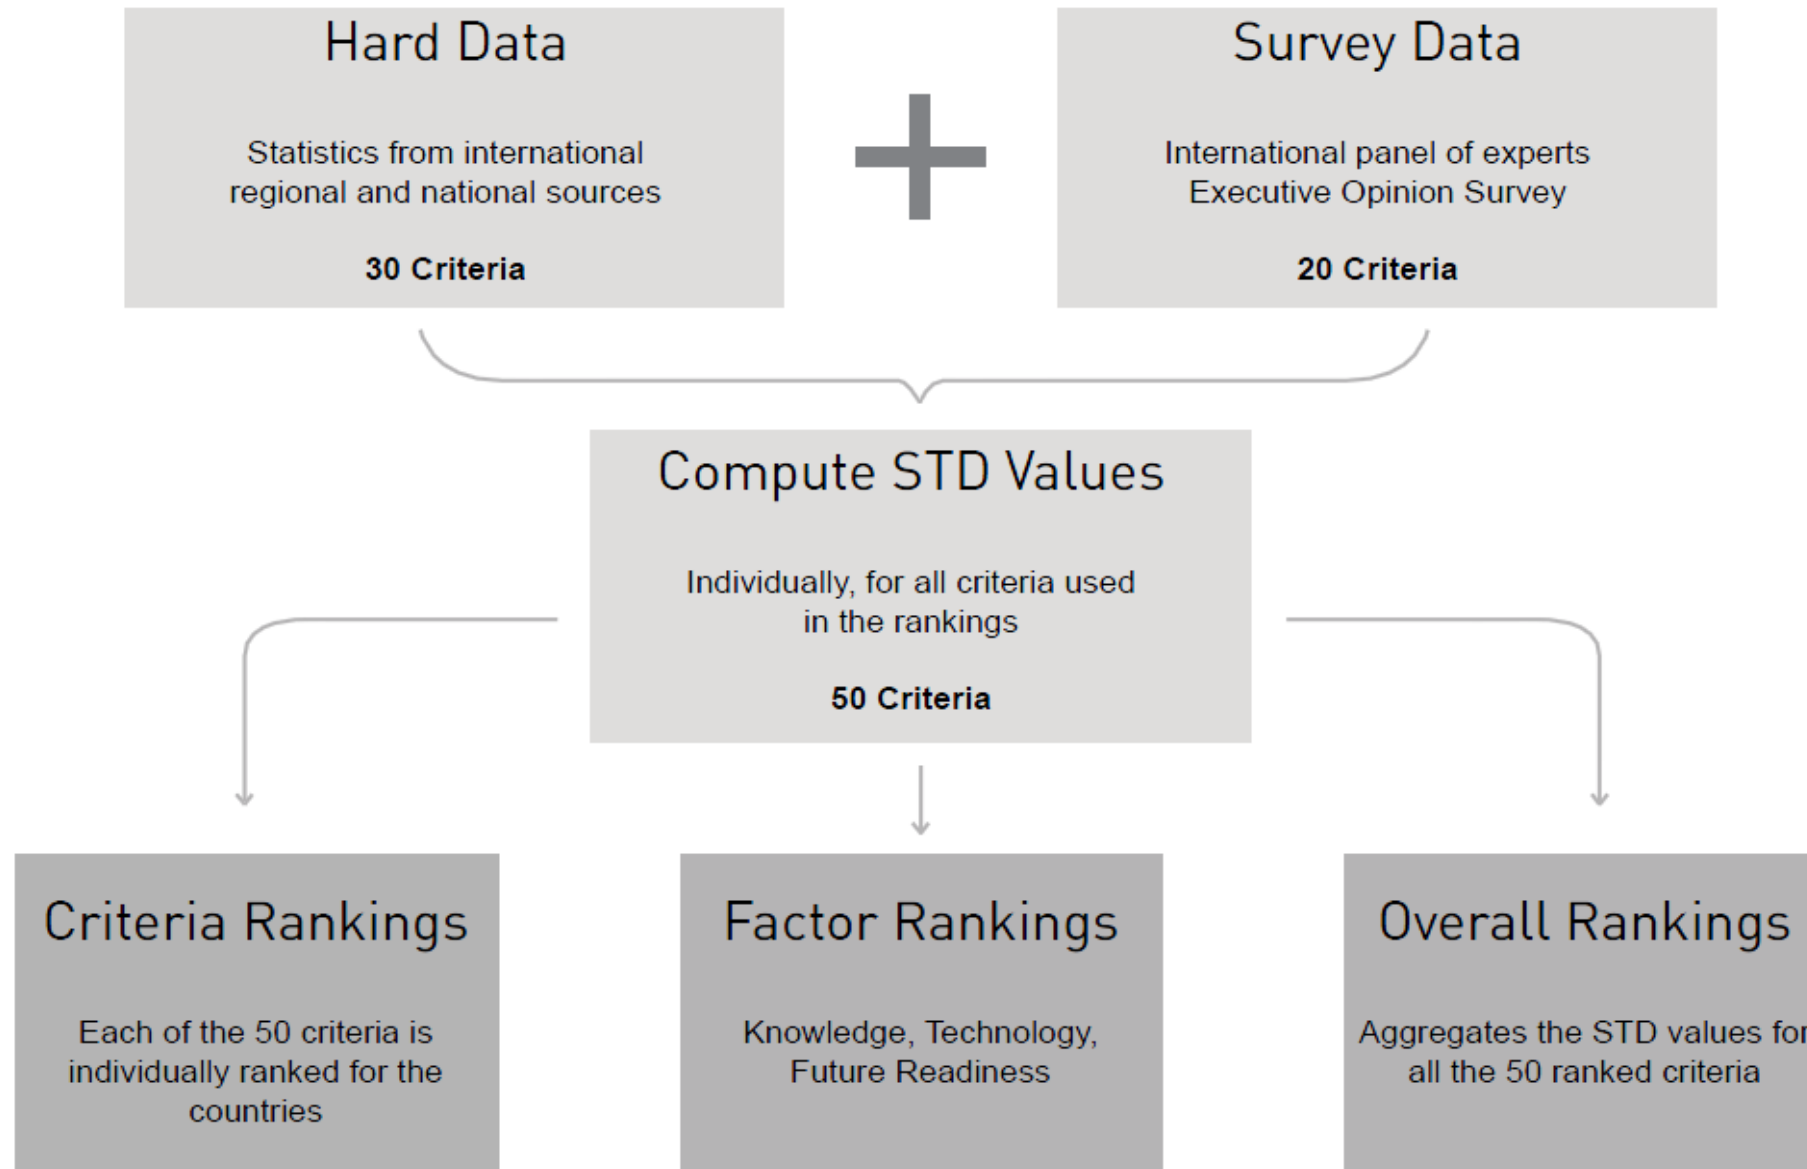 Hard Data
Statistics from international
regional and national sources
30 Criteria
Survey Data
International panel of experts
Executive Opinion Survey
20 Criteria
Compute STD Values
Individually, for all criteria used
in the rankings
50 Criteria
Criteria Rankings
Each of the 50 criteria is
individually ranked for the
countries
Factor Rankings
Knowledge, Technology,
Future Readiness
Overall Rankings
Aggregates the STD values for
all the 50 ranked criteria